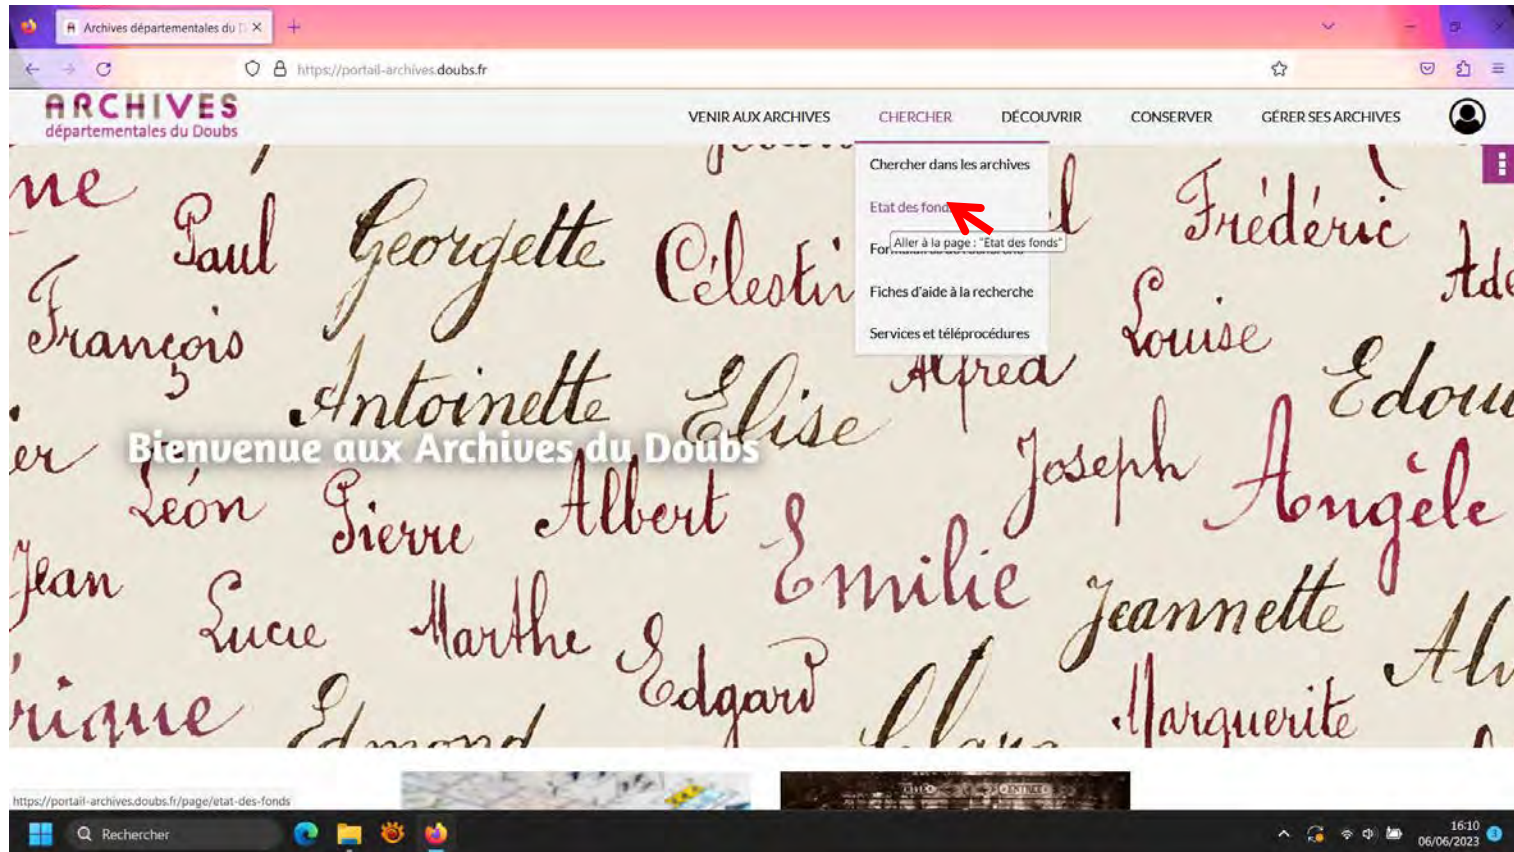 Archives départementales du D
https://portail-archives.doubs.fr
ARCHIVES
départementales du Doubs
VENIR AUX ARCHIVES
CHERCHER
DÉCOUVRIR
CONSERVER
GÉRER SES ARCHIVES
Chercher dans les archives
Etat des fonds
Aller à la page : "Etat des fonds"
Fiches d'aide à la recherche
Services et téléprocédures
Paul
Georgette
Célestin
Frédéric
François
Antoinette
Elise
Alfred
Louise
Bienvenue aux Archives du Doubs
Léon
Pierre
Albert
Joseph
Angèle
Jean
Lucie
Marthe
Emilie
Jeannette
Edgard
Edmond
Marguerite
https://portail-archives.doubs.fr/page/etat-des-fonds
Rechercher
16:10
06/06/2023
3